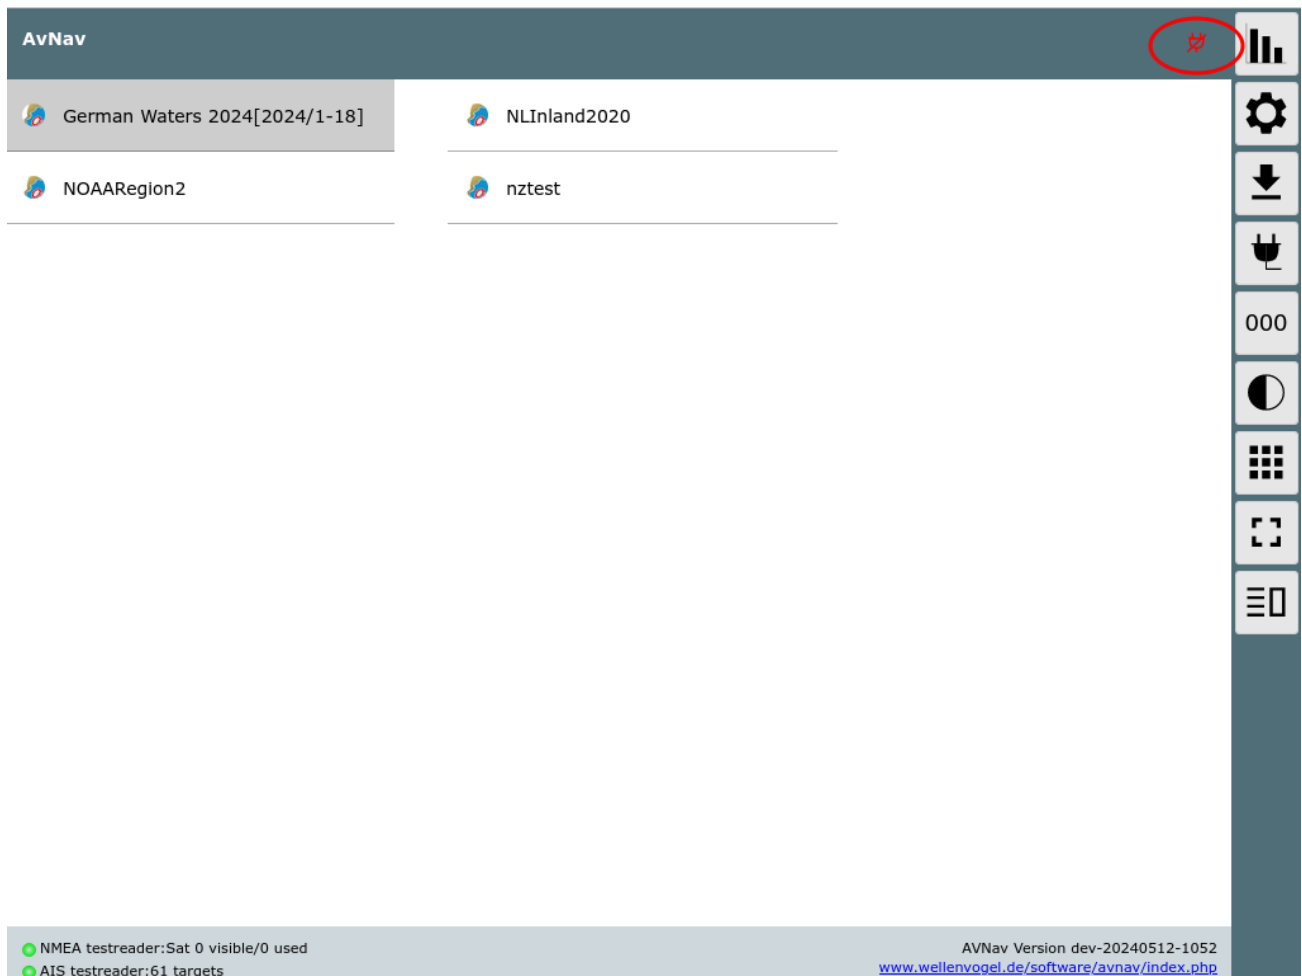 AvNav
German Waters 2024[2024/1-18]
NLInland2020
NOAARegion2
nztest
000
NMEA testreader:Sat 0 visible/0 used
AIS testreader:61 targets
AVNav Version dev-20240512-1052
www.wellenvogel.de/software/avnav/index.php